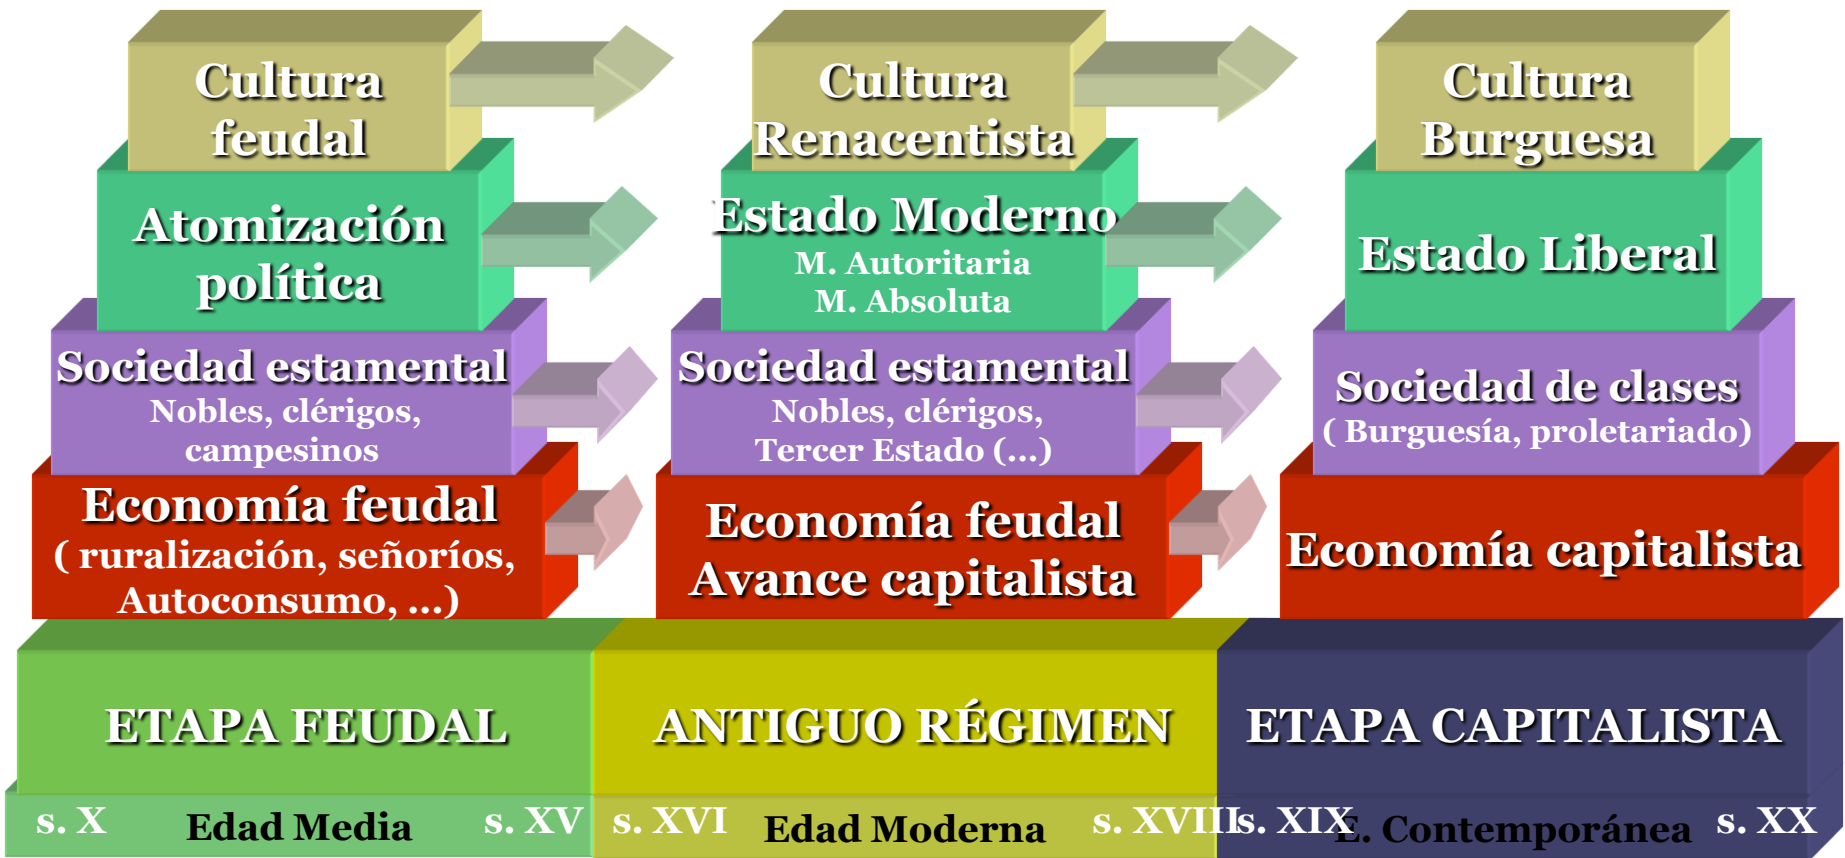 Cultura
feudal
Atomización
política
Sociedad estamental
Nobles, clérigos,
campesinos
Economía feudal
( ruralización, señoríos,
Autoconsumo, ...)
Cultura
Renacentista
Estado Moderno
M. Autoritaria
M. Absoluta
Sociedad estamental
Nobles, clérigos,
Tercer Estado (...)
Economía feudal
Avance capitalista
Cultura
Burguesa
Estado Liberal
Sociedad de clases
( Burguesía, proletariado)
Economía capitalista
ETAPA FEUDAL
ANTIGUO RÉGIMEN
ETAPA CAPITALISTA
s. X Edad Media s. XV
s. XVI Edad Moderna s. XVIII
s. XIX E. Contemporánea s. XX